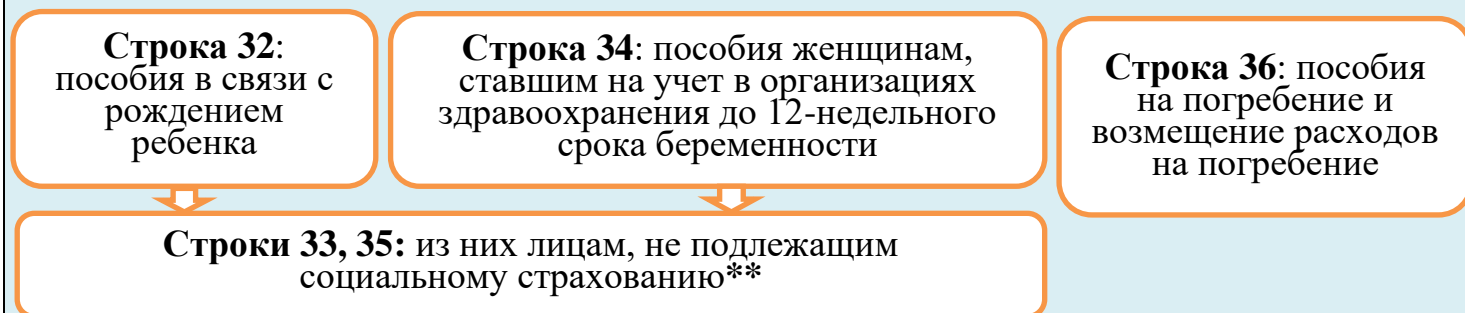 Строка 32:
пособия в связи с
рождением
ребенка
Строка 34: пособия женщинам,
ставшим на учет в организациях
здравоохранения до 12-недельного
срока беременности
Строка 36: пособия
на погребение и
возмещение расходов
на погребение
Строки 33, 35: из них лицам, не подлежащим
социальному страхованию**